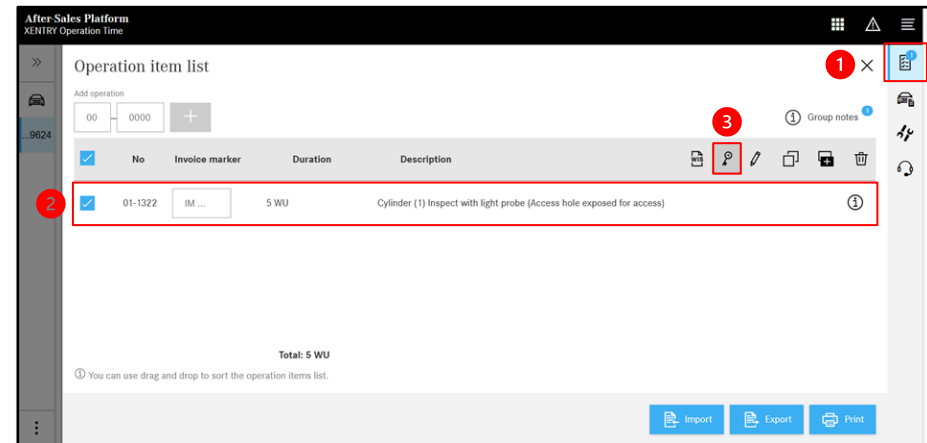 After-Sales Platform
XENTRY Operation Time
1
1
Operation item list
Add operation
00 – 0000
Group notes 1
3
...9624
No Invoice marker Duration Description
WIS
2
01-1322 IM ... 5 WU Cylinder (1) Inspect with light probe (Access hole exposed for access)
Total: 5 WU
You can use drag and drop to sort the operation items list.
Import Export Print